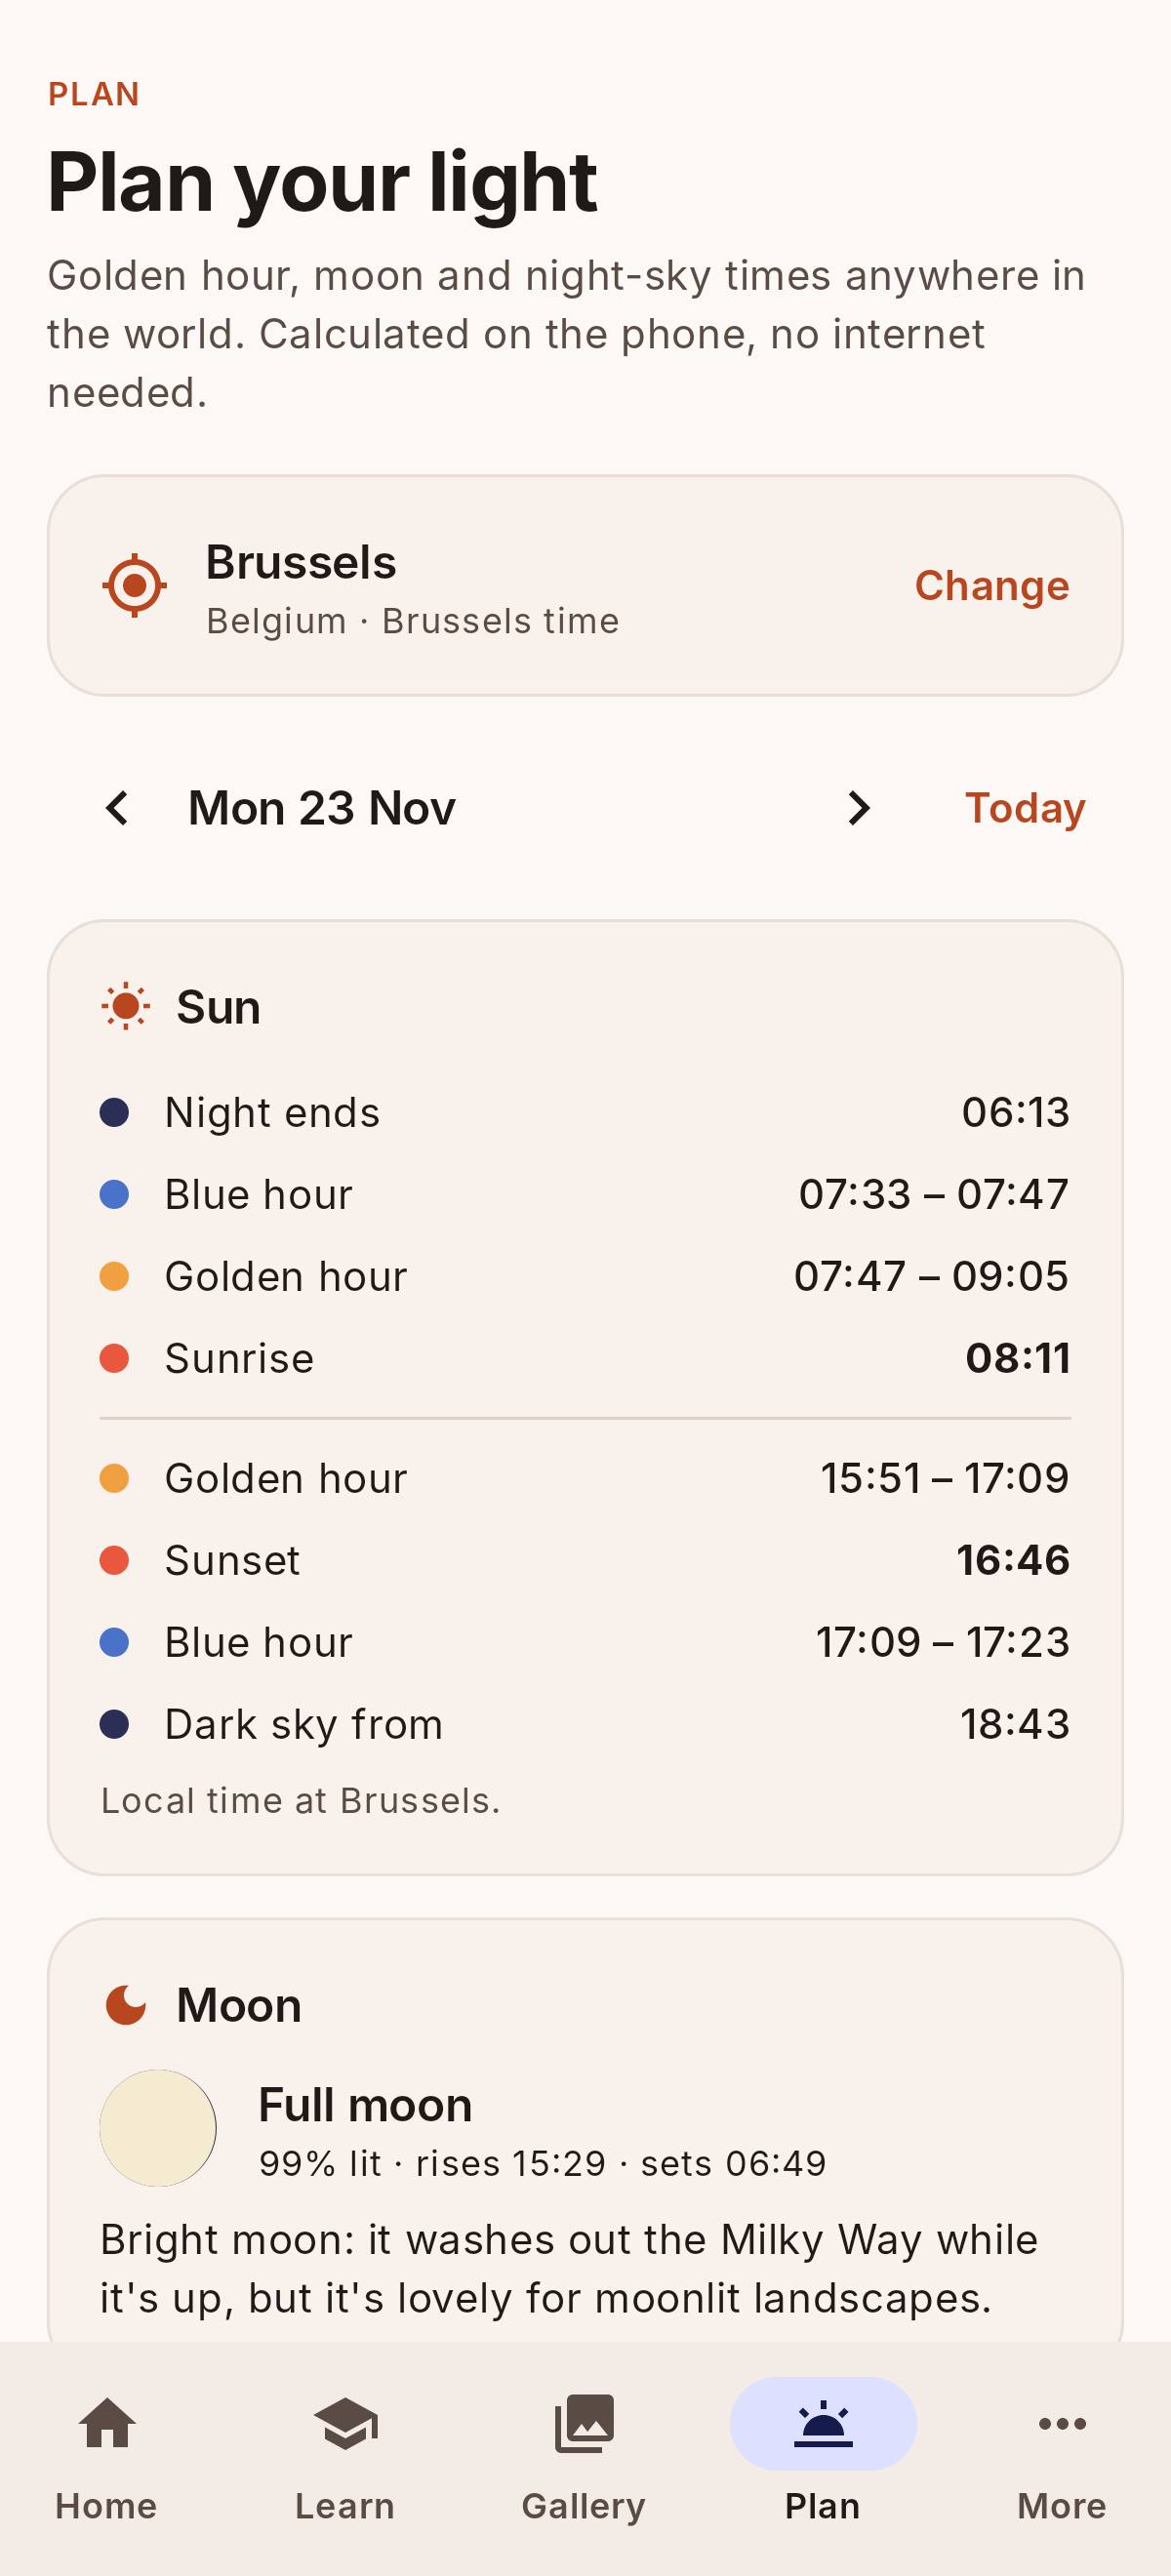 PLAN
Plan your light
Golden hour, moon and night-sky times anywhere in
the world. Calculated on the phone, no internet
needed.
Brussels
Belgium · Brussels time
Change
Mon 23 Nov
Today
Sun
Night ends 06:13
Blue hour 07:33 – 07:47
Golden hour 07:47 – 09:05
Sunrise 08:11
Golden hour 15:51 – 17:09
Sunset 16:46
Blue hour 17:09 – 17:23
Dark sky from 18:43
Local time at Brussels.
Moon
Full moon
99% lit · rises 15:29 · sets 06:49
Bright moon: it washes out the Milky Way while
it's up, but it's lovely for moonlit landscapes.
Home Learn Gallery Plan More